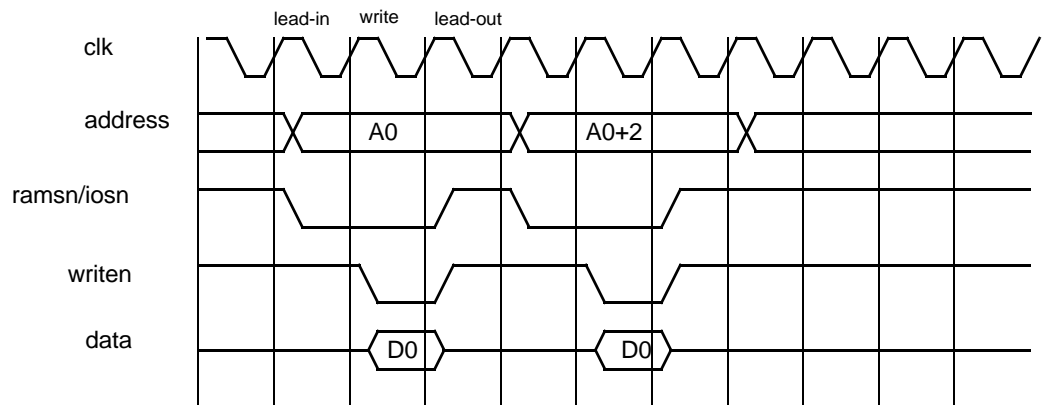 lead-in write lead-out
clk
address A0 A0+2
ramsn/iosn
writen
data D0 D0